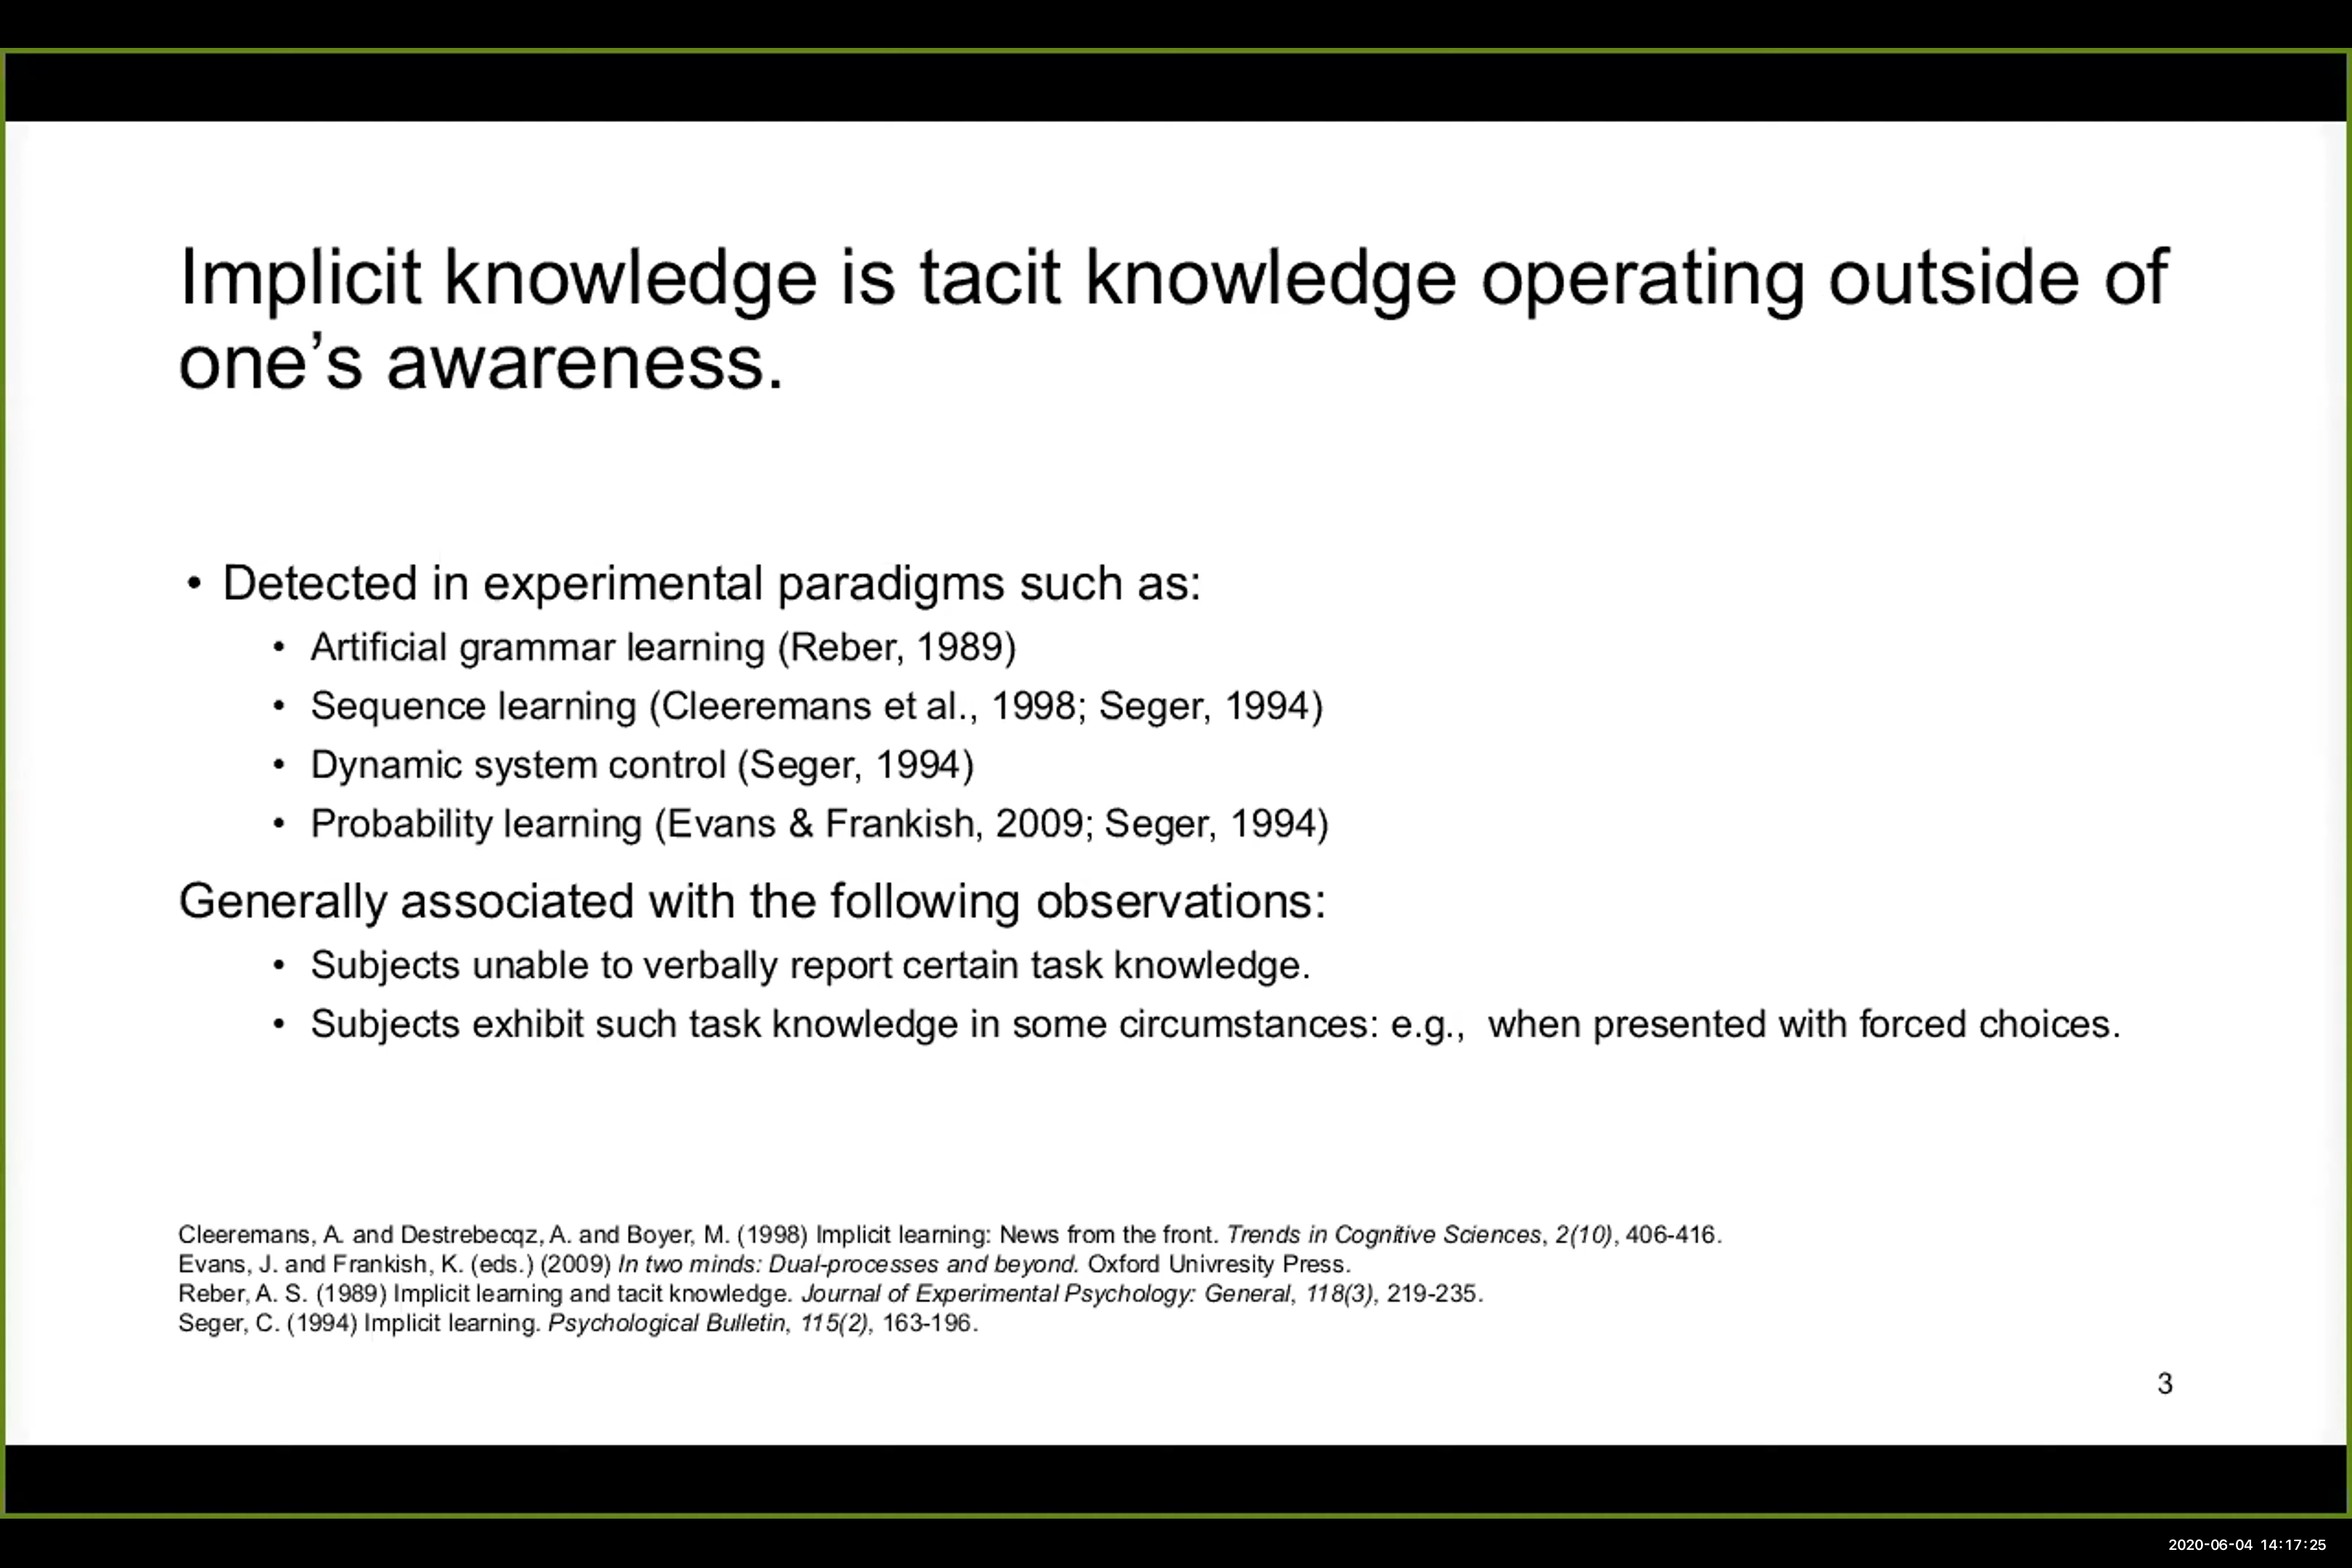 Implicit knowledge is tacit knowledge operating outside of
one’s awareness.
• Detected in experimental paradigms such as:
• Artificial grammar learning (Reber, 1989)
• Sequence learning (Cleeremans et al., 1998; Seger, 1994)
• Dynamic system control (Seger, 1994)
• Probability learning (Evans & Frankish, 2009; Seger, 1994)
Generally associated with the following observations:
• Subjects unable to verbally report certain task knowledge.
• Subjects exhibit such task knowledge in some circumstances: e.g.,  when presented with forced choices.
Cleeremans, A. and Destrebecqz, A. and Boyer, M. (1998) Implicit learning: News from the front. Trends in Cognitive Sciences, 2(10), 406-416.
Evans, J. and Frankish, K. (eds.) (2009) In two minds: Dual-processes and beyond. Oxford Univresity Press.
Reber, A. S. (1989) Implicit learning and tacit knowledge. Journal of Experimental Psychology: General, 118(3), 219-235.
Seger, C. (1994) Implicit learning. Psychological Bulletin, 115(2), 163-196.
3
2020-06-04 14:17:25